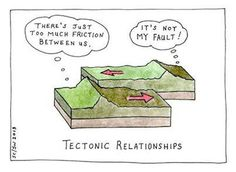 THERE'S JUST
TOO MUCH FRICTION
BETWEEN US.
IT'S NOT
MY FAULT!
TECTONIC RELATIONSHIPS